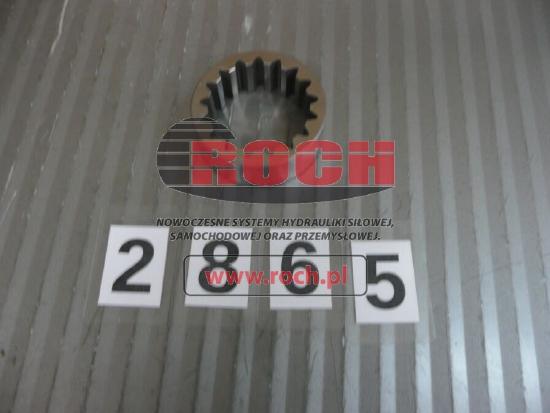 ROCH
NOWOCZESNE SYSTEMY HYDRAULIKI SIŁOWEJ,
SAMOCHODOWEJ ORAZ PRZEMYSŁOWEJ.
2 8 6 5
www.roch.pl